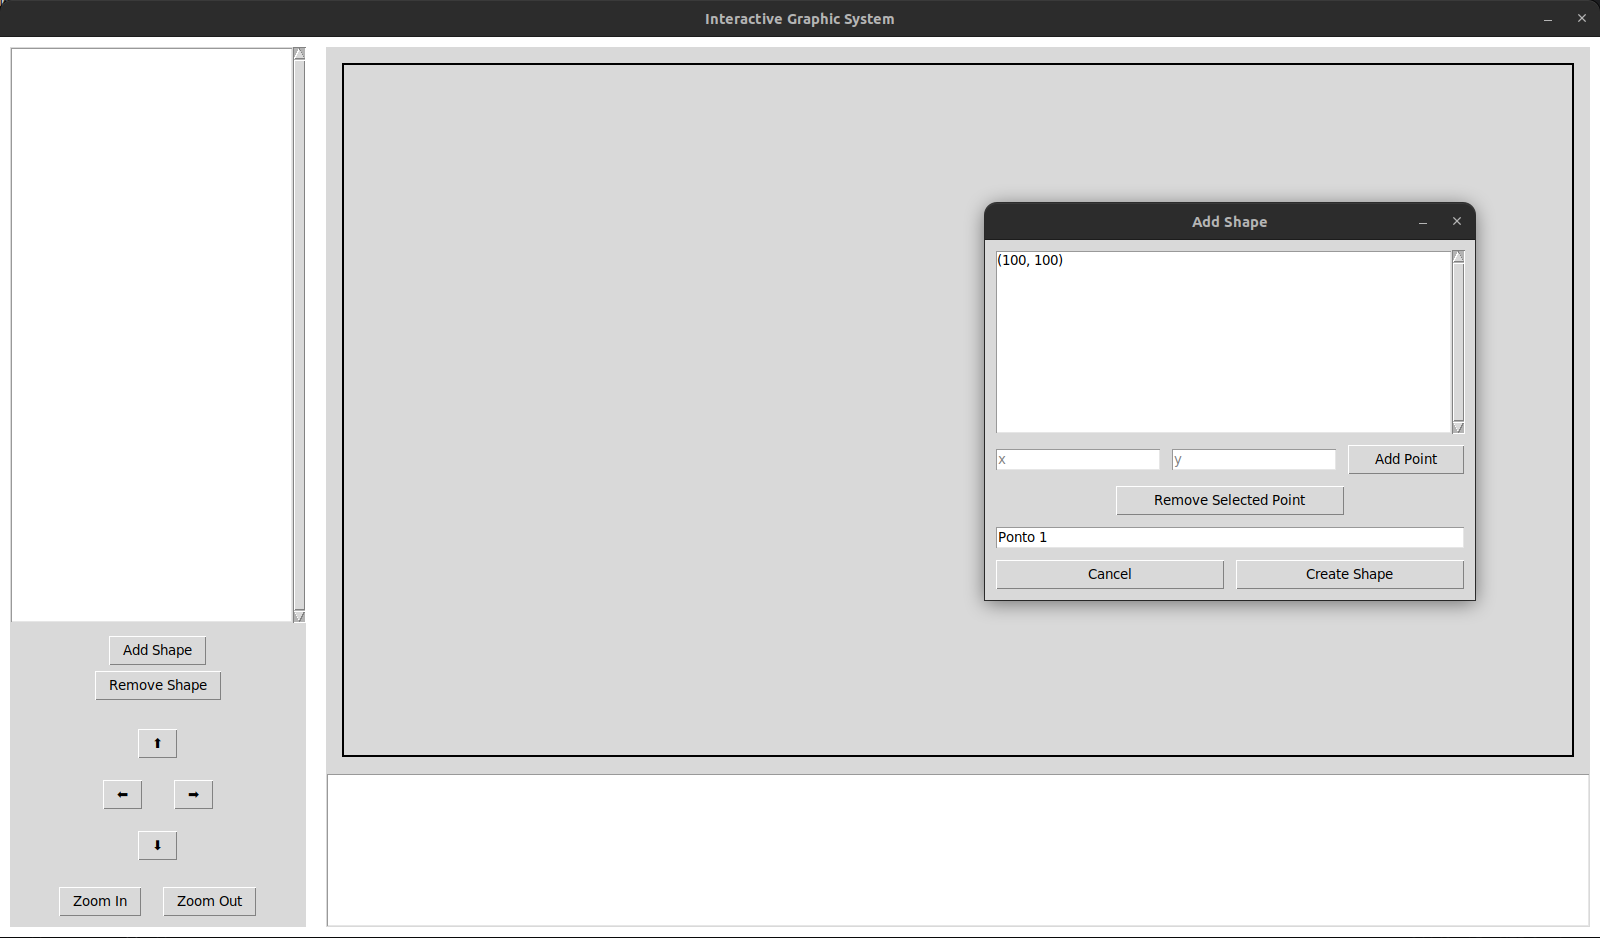 Interactive Graphic System
Add Shape
(100, 100)
x
y
Add Point
Remove Selected Point
Ponto 1
Cancel
Create Shape
Add Shape
Remove Shape
⬆
⬅
➡
⬇
Zoom In
Zoom Out